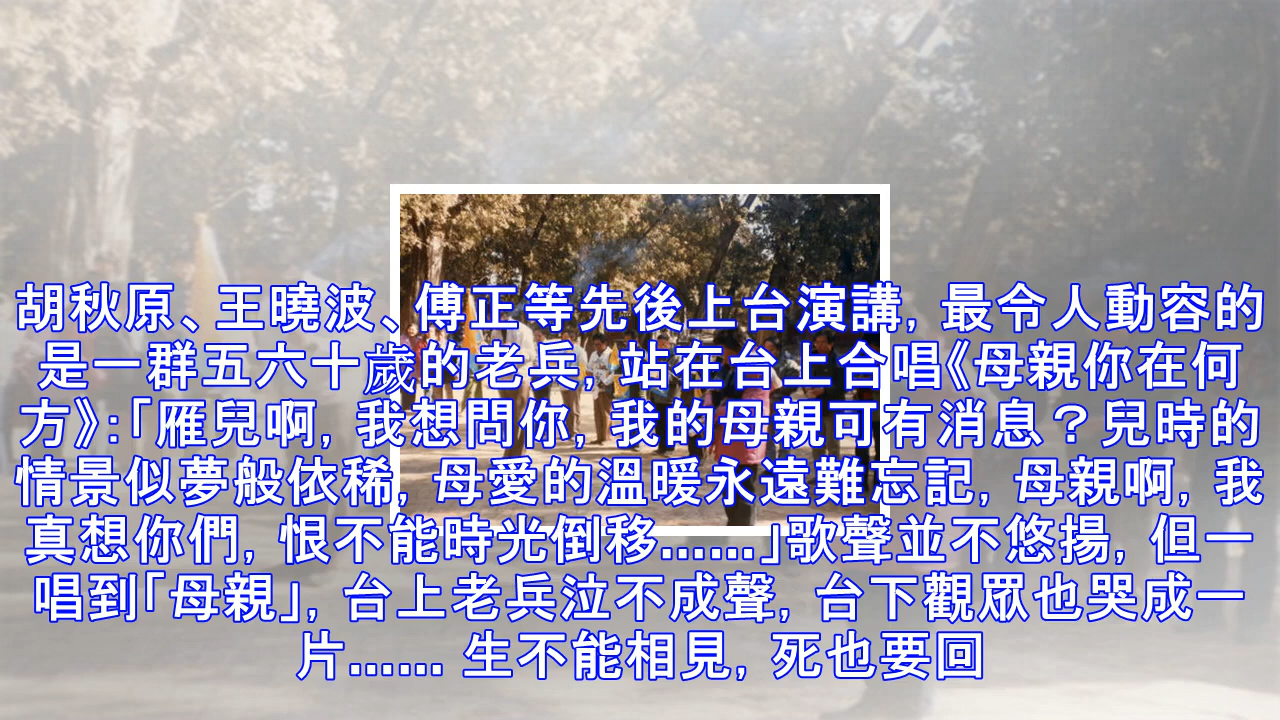 胡秋原、王曉波、傅正等先後上台演講, 最令人動容的
是一群五六十歲的老兵, 站在台上合唱《母親你在何
方》:「雁兒啊, 我想問你, 我的母親可有消息？兒時的
情景似夢般依稀, 母愛的溫暖永遠難忘記, 母親啊, 我
真想你們, 恨不能時光倒移......」歌聲並不悠揚, 但一
唱到「母親」, 台上老兵泣不成聲, 台下觀眾也哭成一
片...... 生不能相見, 死也要回